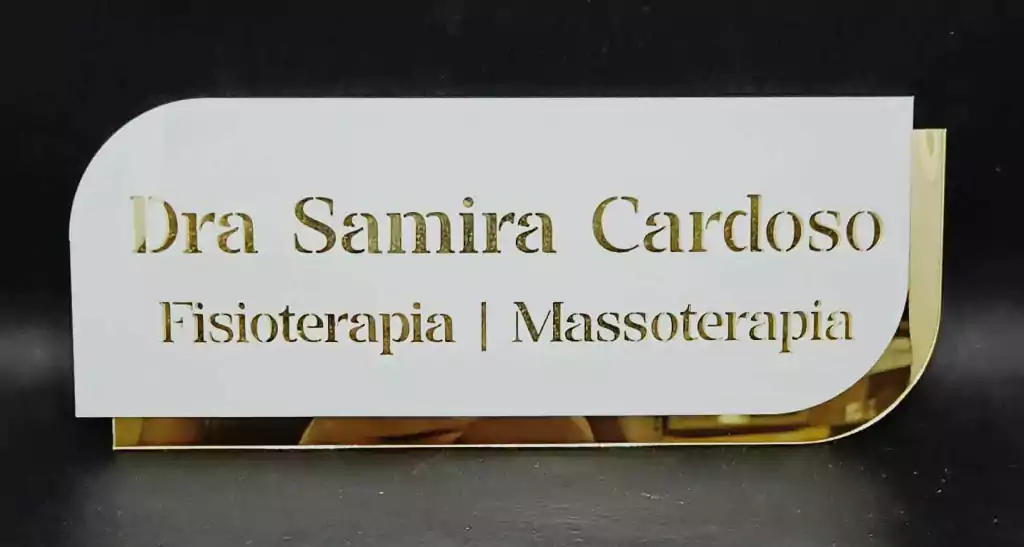 Dra Samira Cardoso
Fisioterapia | Massoterapia